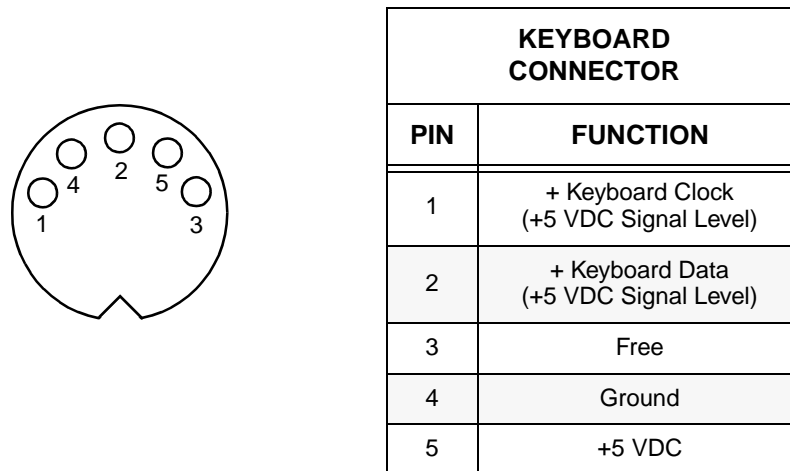 KEYBOARD
CONNECTOR
PIN FUNCTION
1 + Keyboard Clock
(+5 VDC Signal Level)
2 + Keyboard Data
(+5 VDC Signal Level)
3 Free
4 Ground
5 +5 VDC
1 4 2 5 3